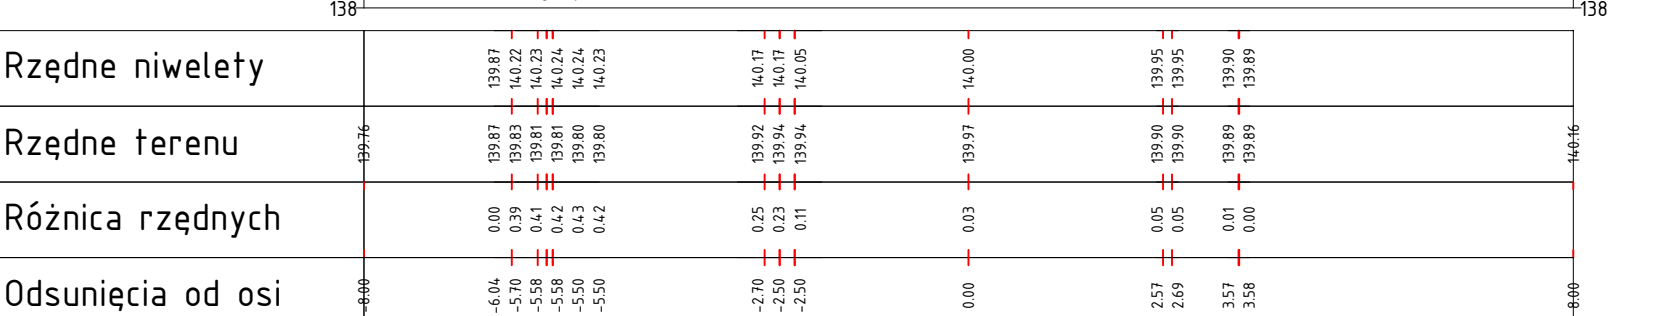 138 138
Rzędne niwelety 139.87 140.22 140.23 140.24 140.24 140.23 140.17 140.17 140.05 140.00 139.95 139.95 139.90 139.89
Rzędne terenu 139.76 139.87 139.83 139.81 139.81 139.80 139.80 139.92 139.94 139.94 139.97 139.90 139.90 139.89 139.89 140.16
Różnica rzędnych 0.00 0.39 0.41 0.42 0.43 0.42 0.25 0.23 0.11 0.03 0.05 0.05 0.01 0.00
Odsunięcia od osi -8.00 -6.04 -5.70 -5.58 -5.58 -5.50 -5.50 -2.70 -2.50 -2.50 0.00 2.57 2.69 3.57 3.58 8.00